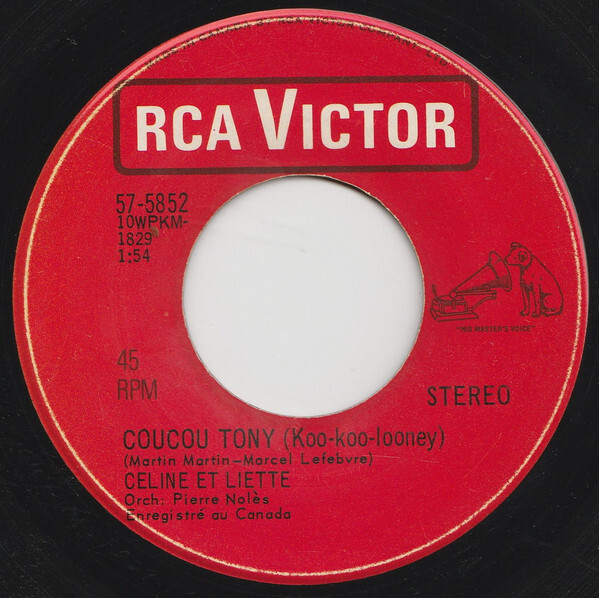 RCA VICTOR
57-5852
10WPKM-
1829
1:54
"HIS MASTER'S VOICE"
45
RPM
STEREO
COUCOU TONY (Koo-koo-looney)
(Martin Martin-Marcel Lefebvre)
CELINE ET LIETTE
Orch: Pierre Nolès
Enregistré au Canada